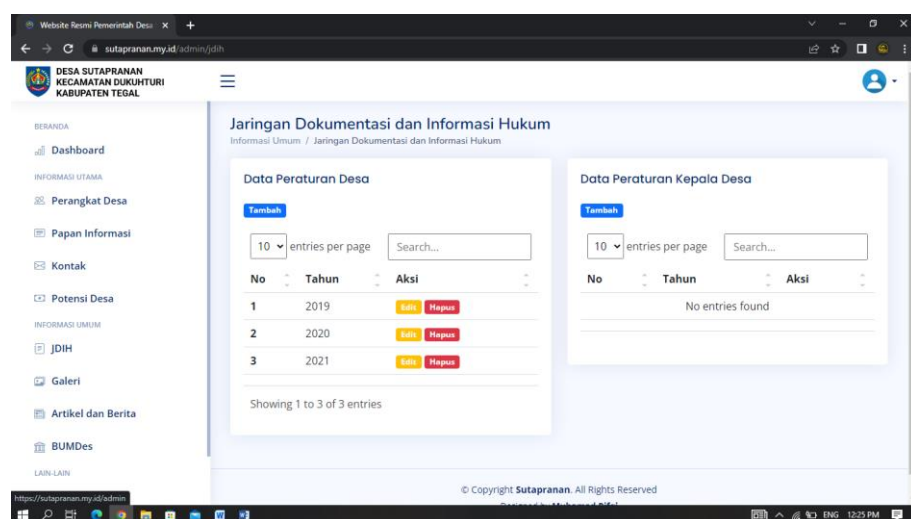 Website Resmi Pemerintah Desa
sutapranan.my.id/admin/jdih
DESA SUTAPRANAN
KECAMATAN DUKUHTURI
KABUPATEN TEGAL
BERANDA
Dashboard
INFORMASI UTAMA
Perangkat Desa
Papan Informasi
Kontak
Potensi Desa
INFORMASI UMUM
JDIH
Galeri
Artikel dan Berita
BUMDes
LAIN-LAIN
Jaringan Dokumentasi dan Informasi Hukum
Informasi Umum / Jaringan Dokumentasi dan Informasi Hukum
Data Peraturan Desa
Tambah
10 entries per page Search...
No Tahun Aksi
1 2019 Edit Hapus
2 2020 Edit Hapus
3 2021 Edit Hapus
Showing 1 to 3 of 3 entries
Data Peraturan Kepala Desa
Tambah
10 entries per page Search...
No Tahun Aksi
No entries found
© Copyright Sutapranan. All Rights Reserved
https://sutapranan.my.id/admin
ENG 12:25 PM